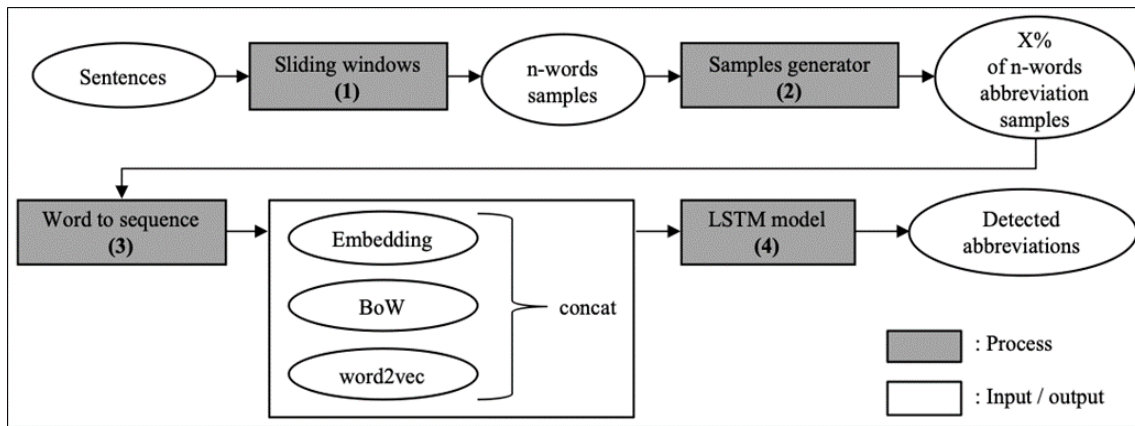 Sentences
Sliding windows
(1)
n-words
samples
Samples generator
(2)
X%
of n-words
abbreviation
samples
Word to sequence
(3)
Embedding
BoW
word2vec
concat
LSTM model
(4)
Detected
abbreviations
: Process
: Input / output